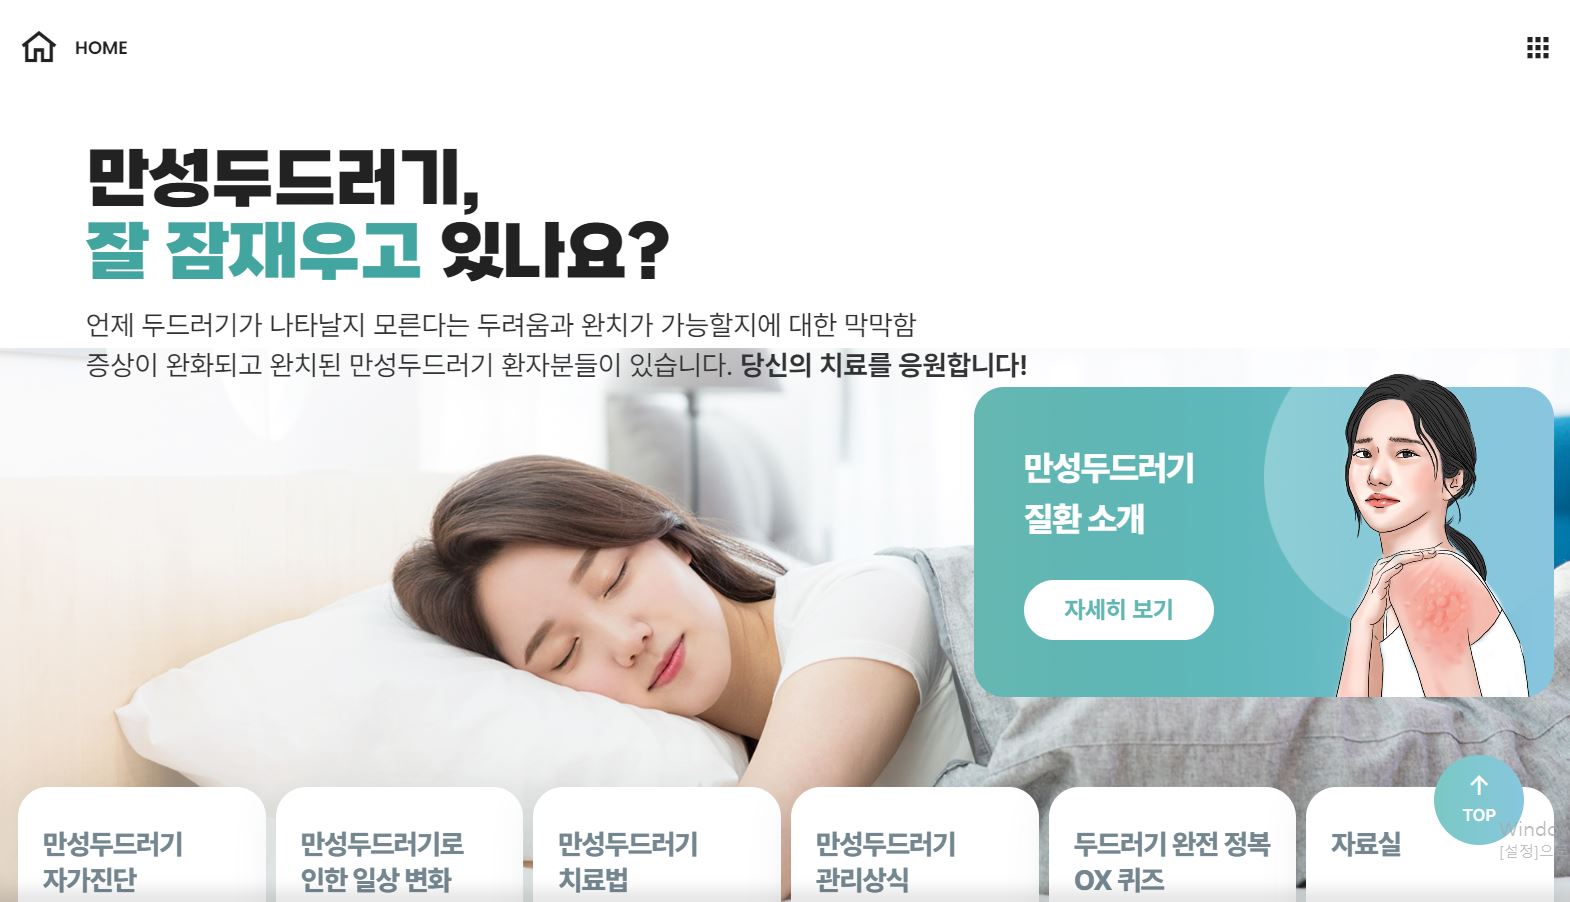 HOME
만성두드러기,
잘 잠재우고 있나요?
언제 두드러기가 나타날지 모른다는 두려움과 완치가 가능할지에 대한 막막함
증상이 완화되고 완치된 만성두드러기 환자분들이 있습니다. 당신의 치료를 응원합니다!
만성두드러기
질환 소개
자세히 보기
TOP
만성두드러기
자가진단
만성두드러기로
인한 일상 변화
만성두드러기
치료법
만성두드러기
관리상식
두드러기 완전 정복
OX 퀴즈
자료실
[설정]으